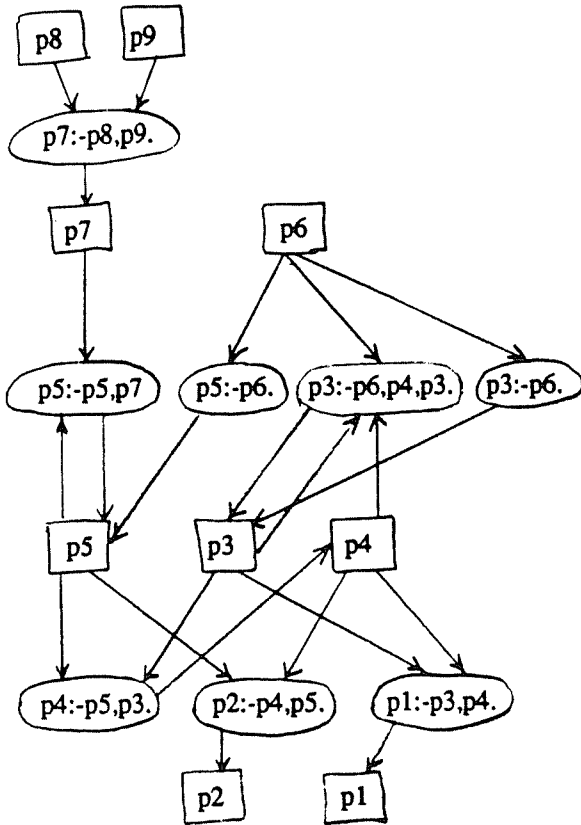 p8 p9
p7:-p8,p9.
p7 p6
p5:-p5,p7 p5:-p6. p3:-p6,p4,p3. p3:-p6.
p5 p3 p4
p4:-p5,p3. p2:-p4,p5. p1:-p3,p4.
p2 p1